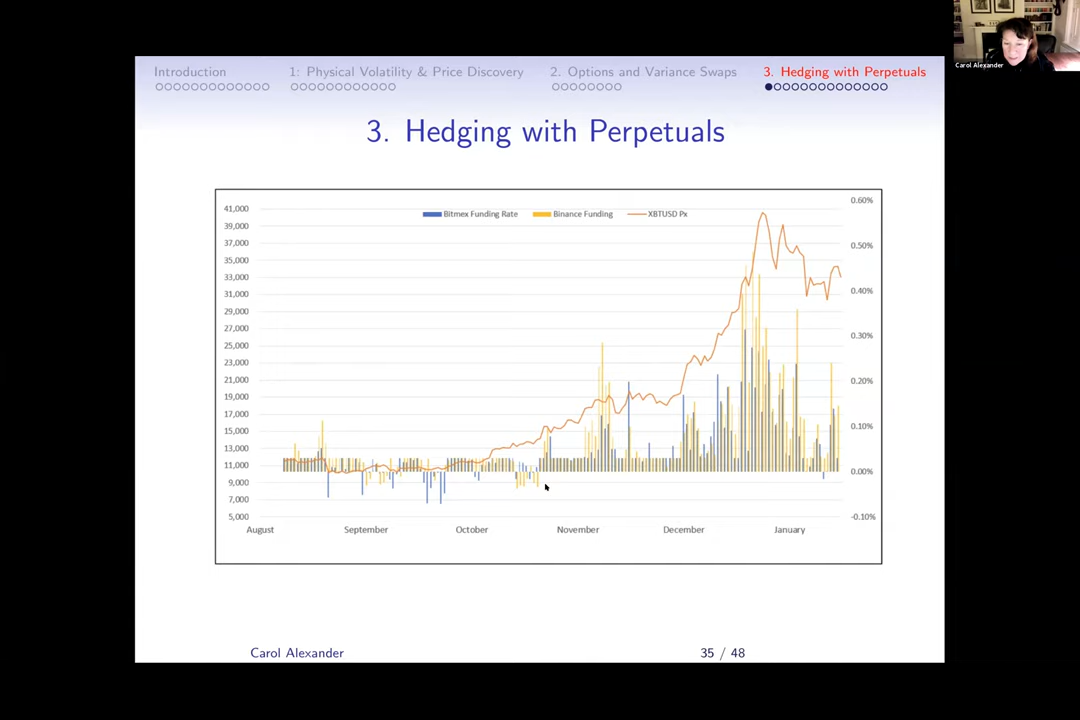 Introduction
1: Physical Volatility & Price Discovery
2. Options and Variance Swaps
3. Hedging with Perpetuals
Carol Alexander
3. Hedging with Perpetuals
Bitmex Funding Rate
Binance Funding
XBTUSD Px
41,000
39,000
37,000
35,000
33,000
31,000
29,000
27,000
25,000
23,000
21,000
19,000
17,000
15,000
13,000
11,000
9,000
7,000
5,000
0.60%
0.50%
0.40%
0.30%
0.20%
0.10%
0.00%
-0.10%
August
September
October
November
December
January
Carol Alexander
35 / 48